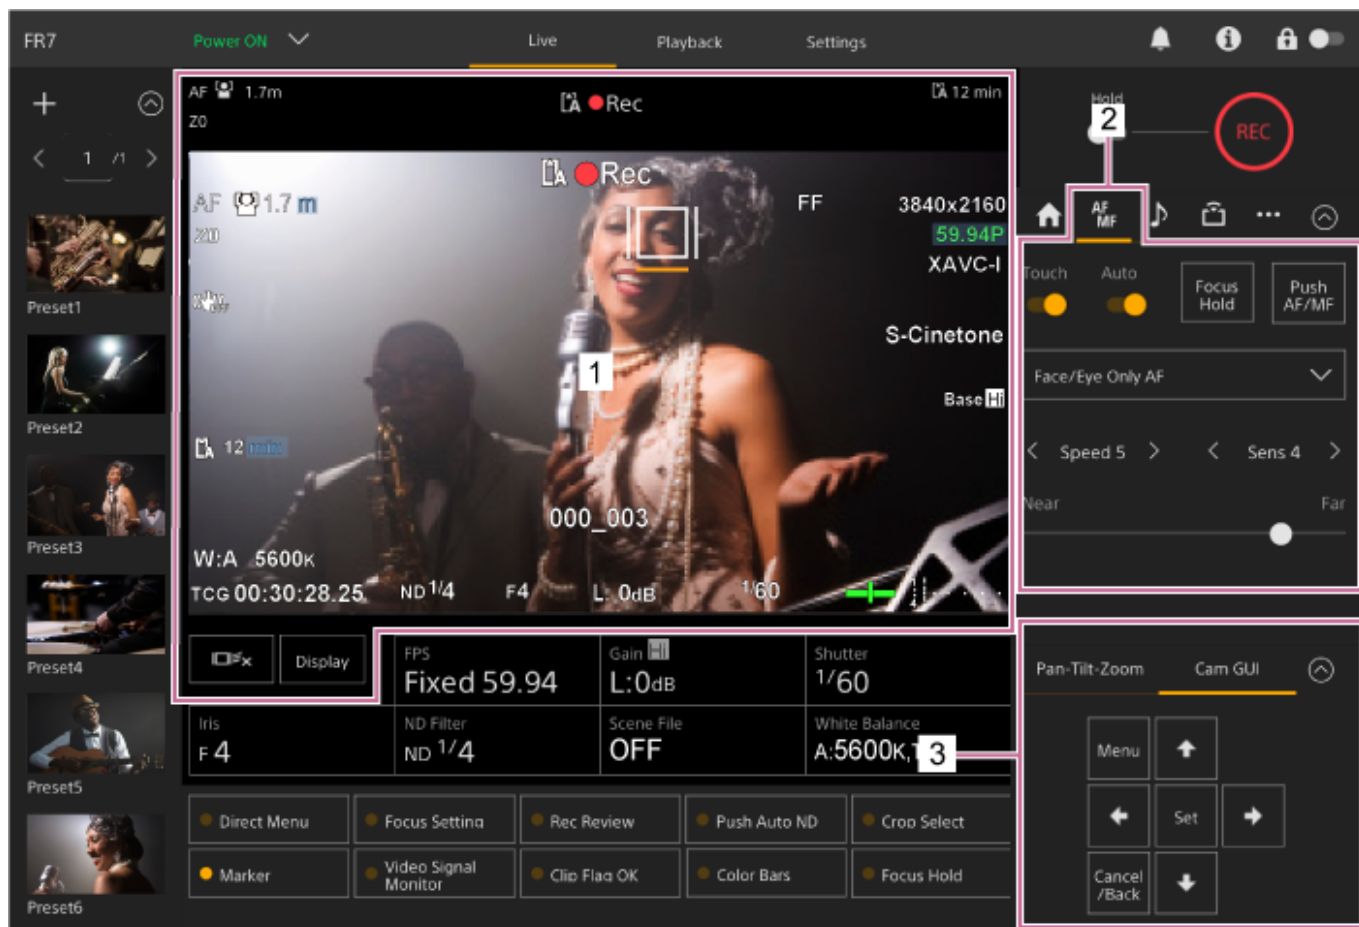 FR7 Power ON Live Playback Settings
1 /1
Preset1
Preset2
Preset3
Preset4
Preset5
Preset6
AF 1.7m
A Rec
A 12 min
Z0
A Rec
AF 1.7 m
FF 3840x2160
Z0
59.94P
XAVC-I
OFF
S-Cinetone
1
Base Hi
A 12 min
000_003
W:A 5600K
TCG 00:30:28.25 ND 1/4 F4 L: 0dB 1/60
Display
FPS
Fixed 59.94
Gain Hi
L:0dB
Shutter
1/60
Iris
F 4
ND Filter
ND 1/4
Scene File
OFF
White Balance
A:5600K,T
3
Direct Menu Focus Setting Rec Review Push Auto ND Crop Select
Marker Video Signal Monitor Clip Flag OK Color Bars Focus Hold
Hold
2
REC
AF
MF
Touch Auto
Focus
Hold
Push
AF/MF
Face/Eye Only AF
Speed 5 Sens 4
Near Far
Pan-Tilt-Zoom Cam GUI
Menu
Set
Cancel
/Back